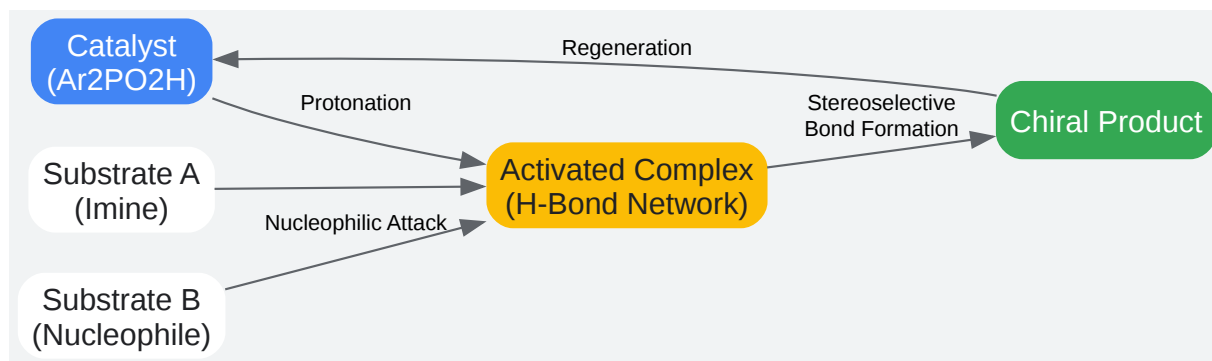 Catalyst
(Ar2PO2H)
Regeneration
Protonation
Stereoselective
Bond Formation
Chiral Product
Substrate A
(Imine)
Activated Complex
(H-Bond Network)
Nucleophilic Attack
Substrate B
(Nucleophile)